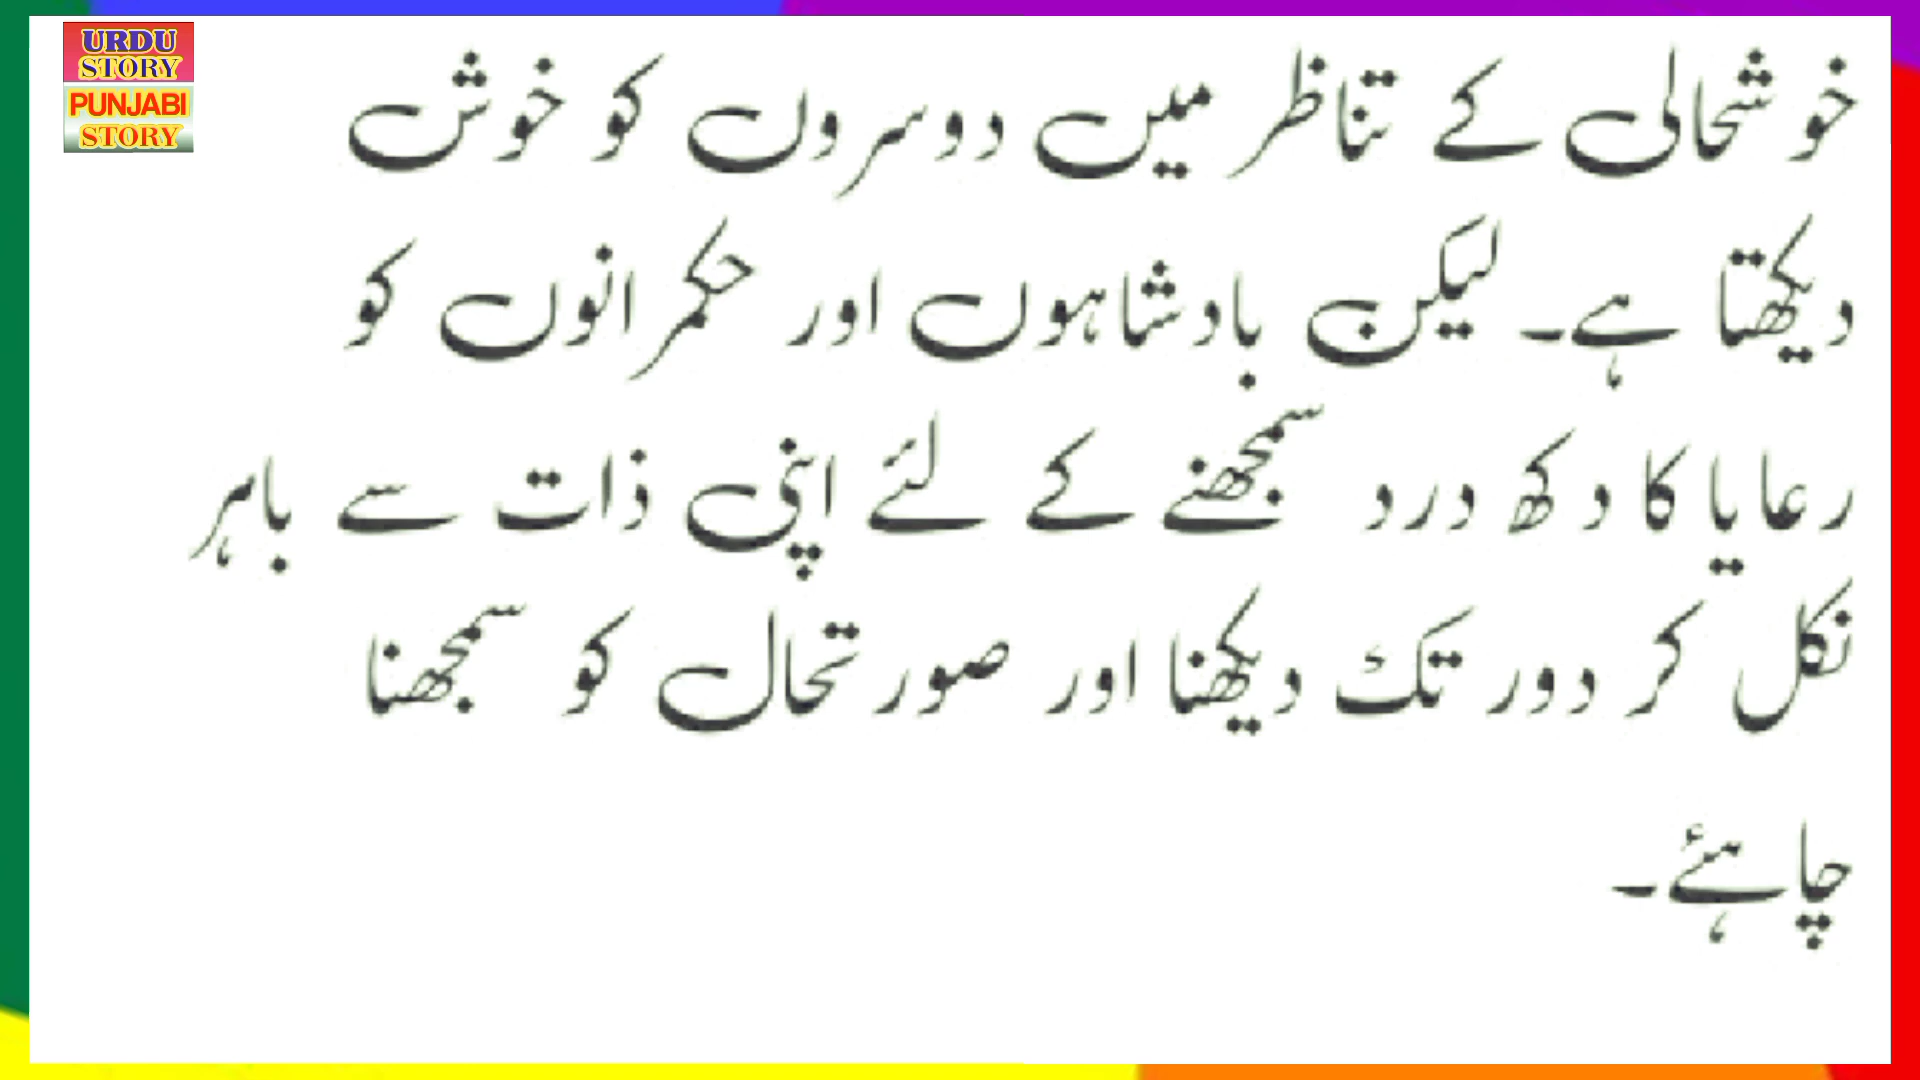 URDU
STORY
PUNJABI
STORY
خوشحالی کے تناظر میں دوسروں کو خوش
دیکھتا ہے۔ لیکن بادشاہوں اور حکمرانوں کو
رعایا کا دکھ درد سمجھنے کے لئے اپنی ذات سے باہر
نکل کر دور تک دیکھنا اور صورتحال کو سمجھنا
چاہئے۔